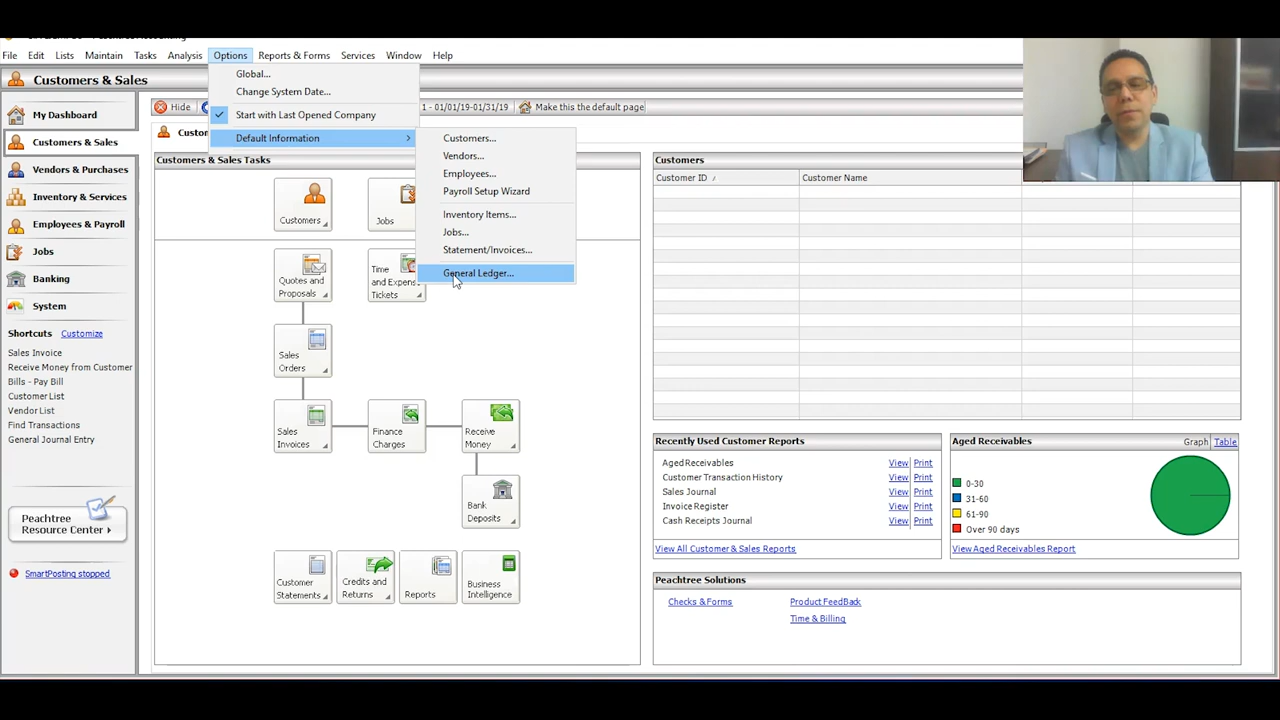 File Edit Lists Maintain Tasks Analysis Options Reports & Forms Services Window Help
Customers & Sales
Global...
Change System Date...
Start with Last Opened Company
Default Information
Customers...
Vendors...
Employees...
Payroll Setup Wizard
Inventory Items...
Jobs...
Statement/Invoices...
General Ledger...
Hide
1 - 01/01/19-01/31/19
Make this the default page
My Dashboard
Customers & Sales
Vendors & Purchases
Inventory & Services
Employees & Payroll
Jobs
Banking
System
Shortcuts Customize
Sales Invoice
Receive Money from Customer
Bills - Pay Bill
Customer List
Vendor List
Find Transactions
General Journal Entry
Peachtree
Resource Center
SmartPosting stopped
Custo
Customers & Sales Tasks
Customers
Jobs
Quotes and
Proposals
Time
and Expens
Tickets
Sales
Orders
Sales
Invoices
Finance
Charges
Receive
Money
Bank
Deposits
Customer
Statements
Credits and
Returns
Reports
Business
Intelligence
Customers
Customer ID / Customer Name
Recently Used Customer Reports
Aged Receivables View Print
Customer Transaction History View Print
Sales Journal View Print
Invoice Register View Print
Cash Receipts Journal View Print
View All Customer & Sales Reports
Aged Receivables Graph Table
0-30
31-60
61-90
Over 90 days
View Aged Receivables Report
Peachtree Solutions
Checks & Forms Product FeedBack
Time & Billing